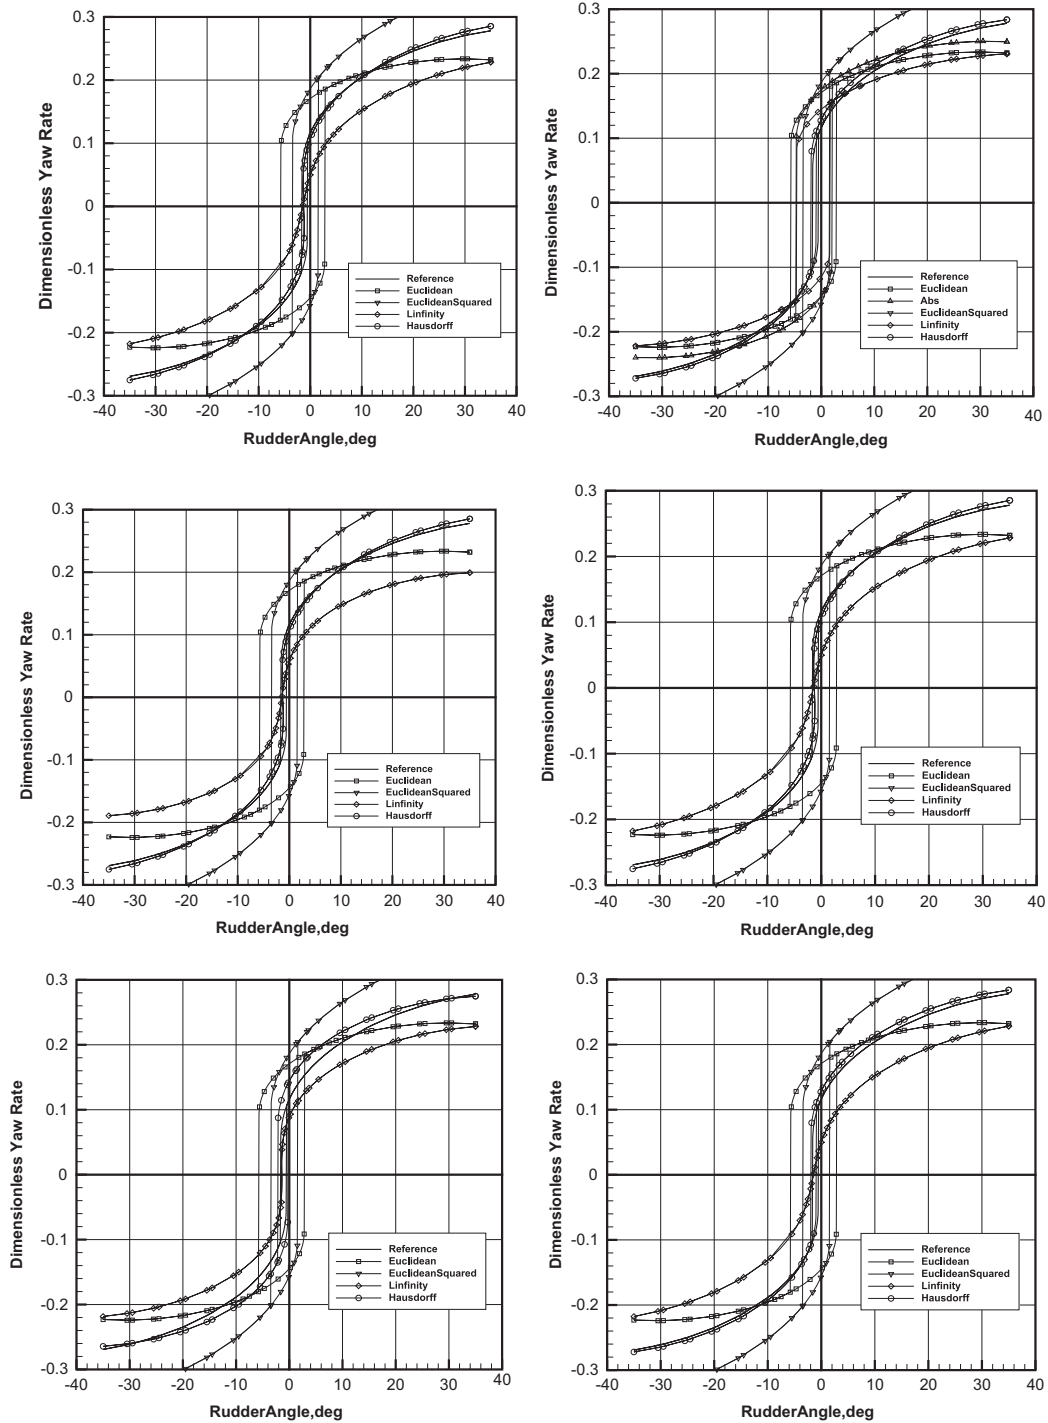 0.3
0.2
0.1
0
-0.1
-0.2
-0.3
Dimensionless Yaw Rate
-40 -30 -20 -10 0 10 20 30 40
RudderAngle,deg
Reference
Euclidean
EuclideanSquared
Linfinity
Hausdorff
0.3
0.2
0.1
0
-0.1
-0.2
-0.3
Dimensionless Yaw Rate
-40 -30 -20 -10 0 10 20 30 40
RudderAngle,deg
Reference
Euclidean
Abs
EuclideanSquared
Linfinity
Hausdorff
0.3
0.2
0.1
0
-0.1
-0.2
-0.3
Dimensionless Yaw Rate
-40 -30 -20 -10 0 10 20 30 40
RudderAngle,deg
Reference
Euclidean
EuclideanSquared
Linfinity
Hausdorff
0.3
0.2
0.1
0
-0.1
-0.2
-0.3
Dimensionless Yaw Rate
-40 -30 -20 -10 0 10 20 30 40
RudderAngle,deg
Reference
Euclidean
EuclideanSquared
Linfinity
Hausdorff
0.3
0.2
0.1
0
-0.1
-0.2
-0.3
Dimensionless Yaw Rate
-40 -30 -20 -10 0 10 20 30 40
RudderAngle,deg
Reference
Euclidean
EuclideanSquared
Linfinity
Hausdorff
0.3
0.2
0.1
0
-0.1
-0.2
-0.3
Dimensionless Yaw Rate
-40 -30 -20 -10 0 10 20 30 40
RudderAngle,deg
Reference
Euclidean
EuclideanSquared
Linfinity
Hausdorff